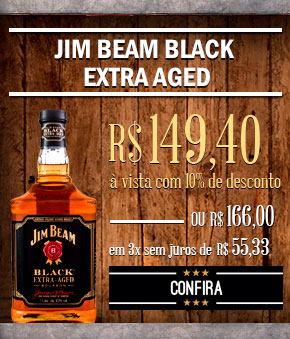 JIM BEAM BLACK
EXTRA AGED
R$ 149,40
à vista com 10% de desconto
ou R$ 166,00
em 3x sem juros de R$ 55,33
CONFIRA
JIM BEAM
BLACK
EXTRA-AGED
BOURBON